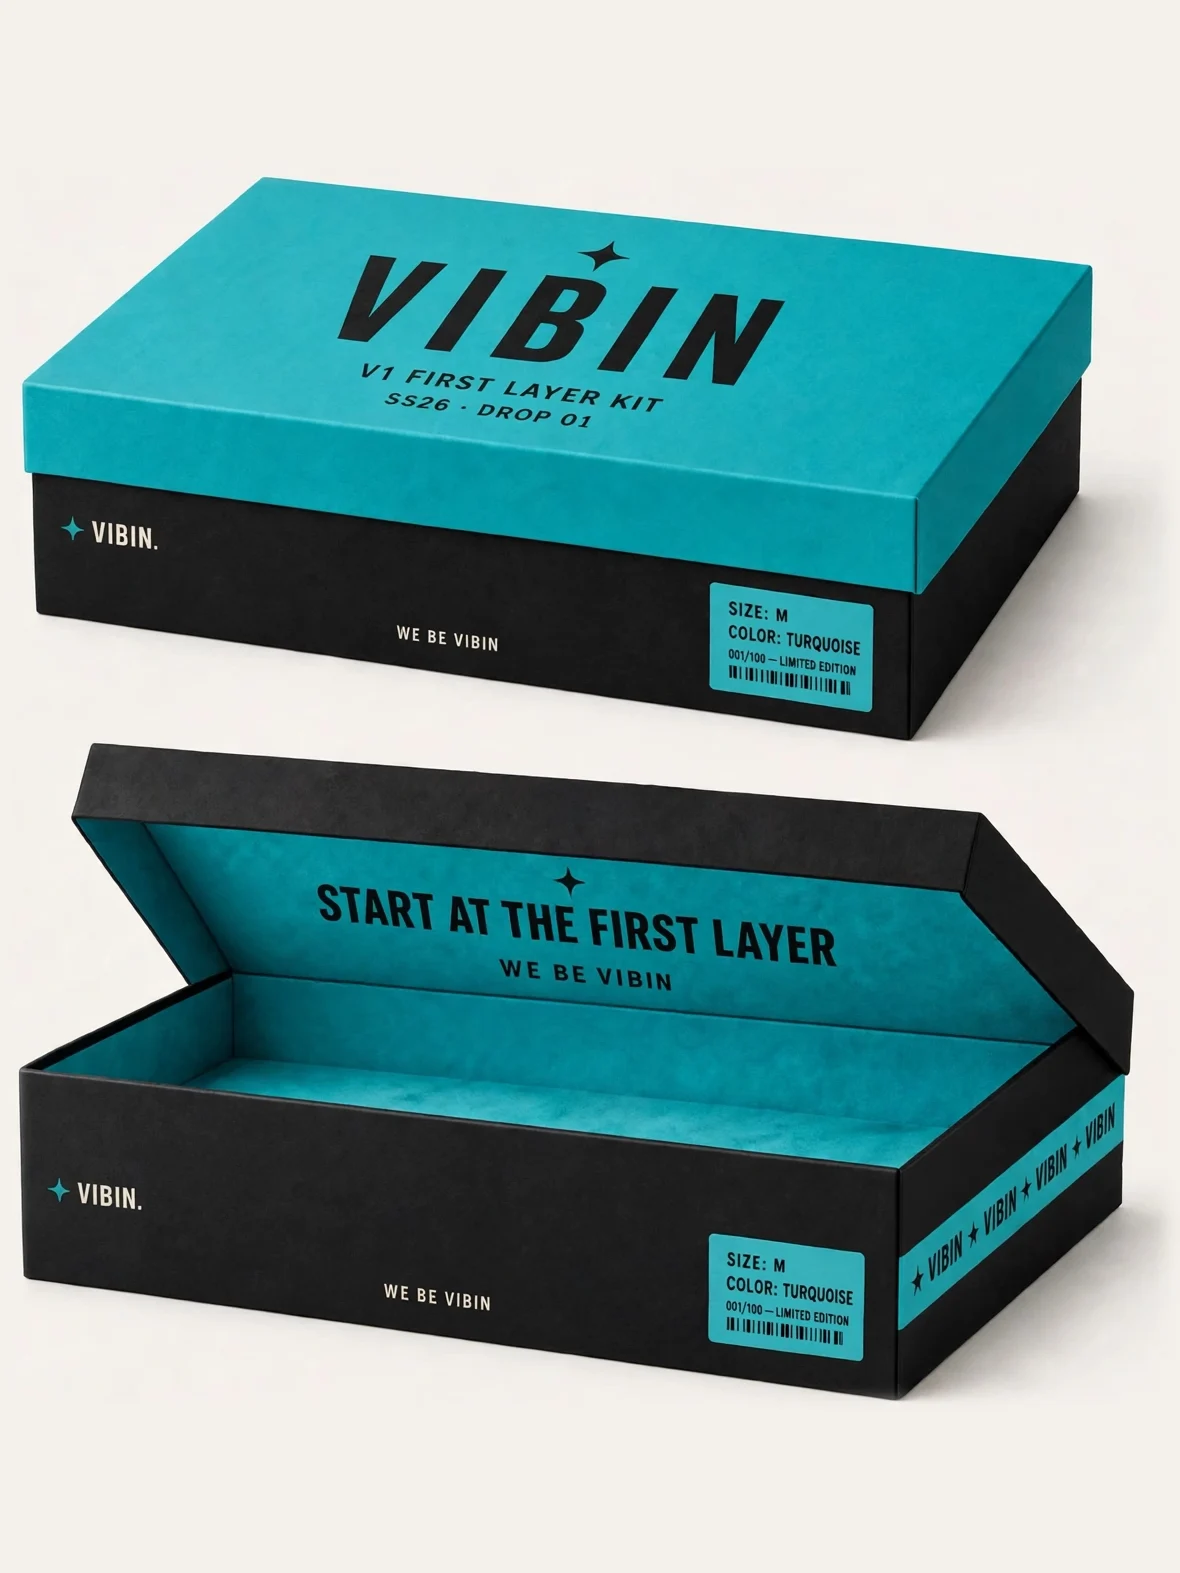 VIBIN
V1 FIRST LAYER KIT
SS26 · DROP 01
VIBIN.
WE BE VIBIN
SIZE: M
COLOR: TURQUOISE
001/100 — LIMITED EDITION
START AT THE FIRST LAYER
WE BE VIBIN
VIBIN.
WE BE VIBIN
SIZE: M
COLOR: TURQUOISE
001/100 — LIMITED EDITION
★ VIBIN ★ VIBIN ★ VIBIN ★ VIBIN